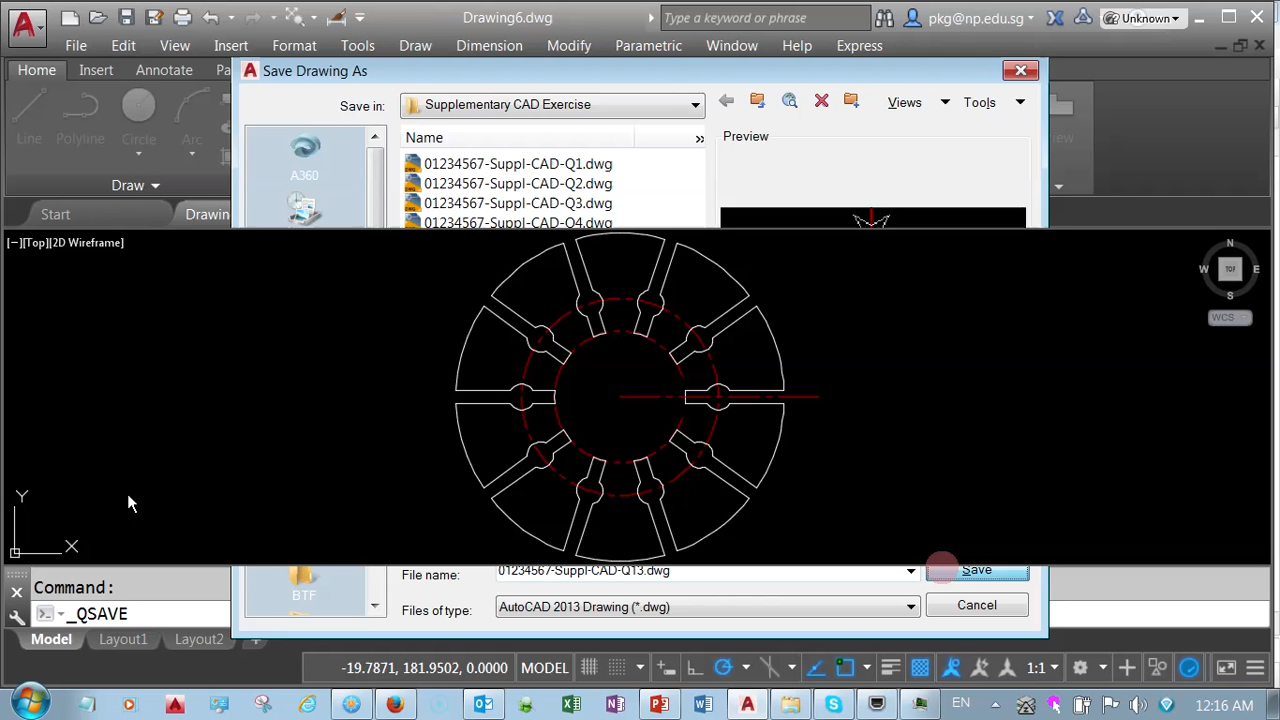 Drawing6.dwg
Type a keyword or phrase
pkg@np.edu.sg
Unknown
File Edit View Insert Format Tools Draw Dimension Modify Parametric Window Help Express
Home Insert Annotate Pa
Save Drawing As
Line Polyline Circle Arc
Draw
Start
Drawin
Save in:
Supplementary CAD Exercise
Views
Tools
Name
»
Preview
A360
01234567-Suppl-CAD-Q1.dwg
01234567-Suppl-CAD-Q2.dwg
01234567-Suppl-CAD-Q3.dwg
01234567-Suppl-CAD-Q4.dwg
iew
[−][Top][2D Wireframe]
N
W TOP E
S
WCS
Y
X
BTF
File name:
01234567-Suppl-CAD-Q13.dwg
Save
Files of type:
AutoCAD 2013 Drawing (*.dwg)
Cancel
Command:
_QSAVE
Model Layout1 Layout2 +
-19.7871, 181.9502, 0.0000 MODEL
1:1
EN
12:16 AM